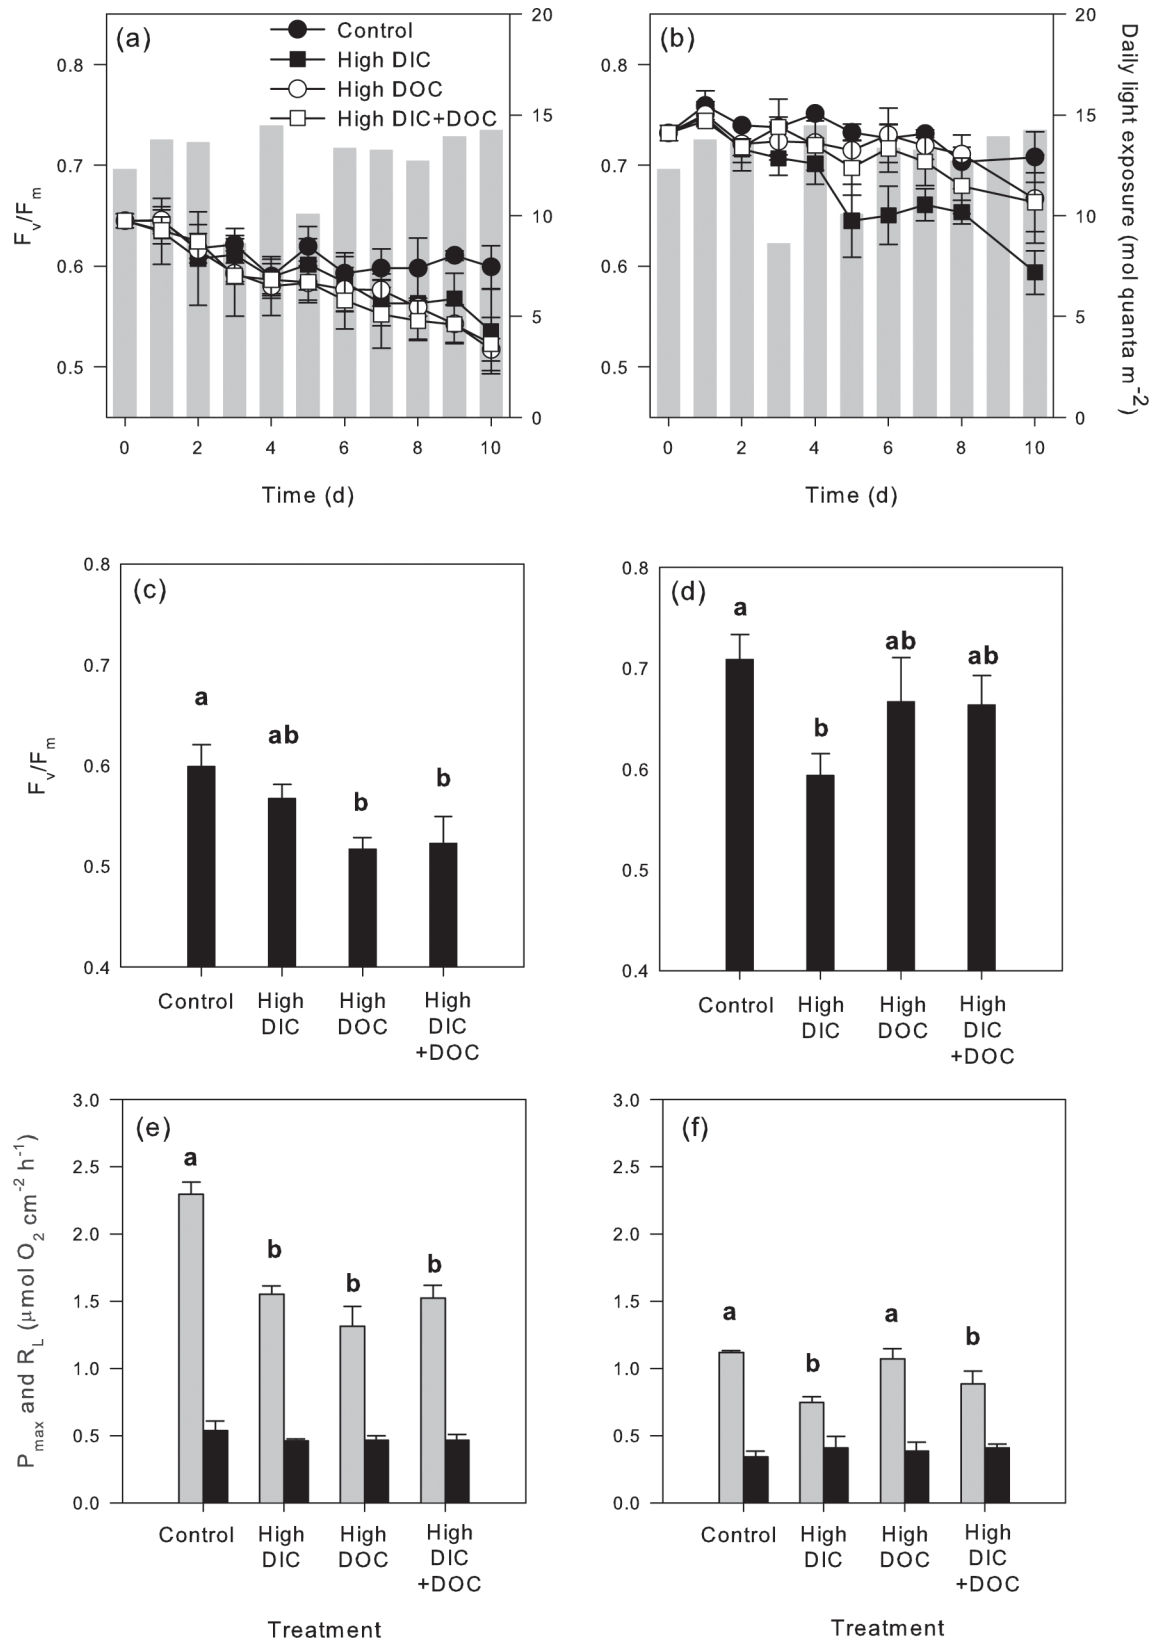 (a)
Control
High DIC
High DOC
High DIC+DOC
0.8
0.7
0.6
0.5
Fv/Fm
20
15
10
5
0
0 2 4 6 8 10
Time (d)
(b)
0.8
0.7
0.6
0.5
20
15
10
5
0
Daily light exposure (mol quanta m-2)
0 2 4 6 8 10
Time (d)
(c)
0.8
0.7
0.6
0.5
0.4
Fv/Fm
a
ab
b
b
Control High High High
DIC DOC DIC
+DOC
(d)
0.8
0.7
0.6
0.5
0.4
a
b
ab
ab
Control High High High
DIC DOC DIC
+DOC
(e)
3.0
2.5
2.0
1.5
1.0
0.5
0.0
Pmax and RL (μmol O2 cm-2 h-1)
a
b
b
b
Control High High High
DIC DOC DIC
+DOC
Treatment
(f)
3.0
2.5
2.0
1.5
1.0
0.5
0.0
a
b
a
b
Control High High High
DIC DOC DIC
+DOC
Treatment